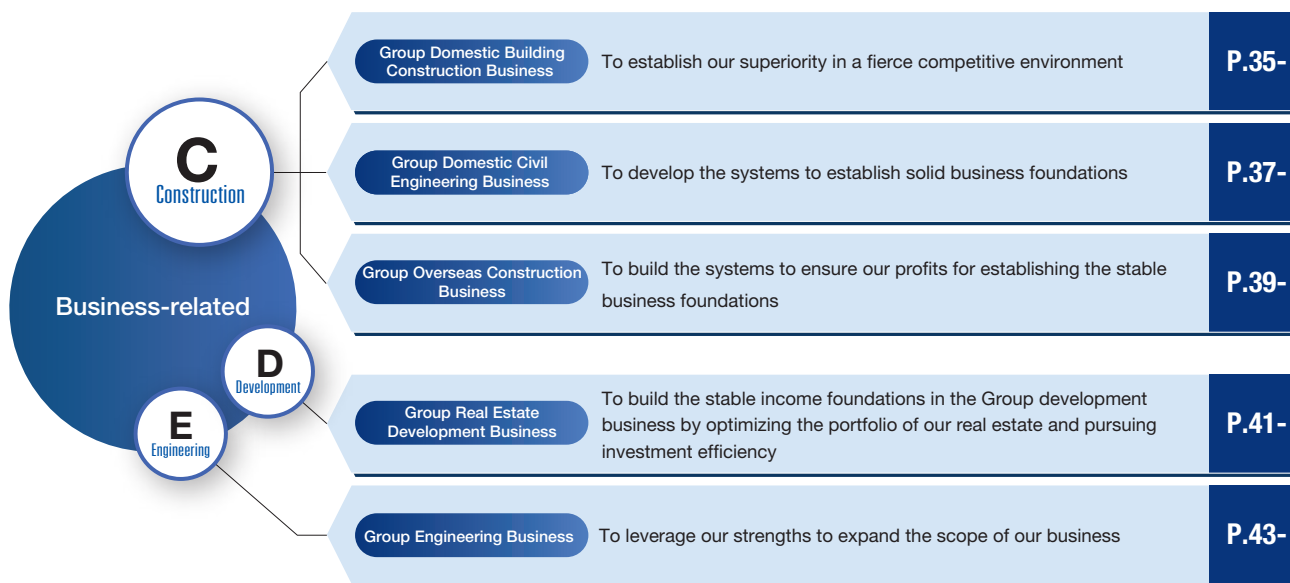 Business-related
C
Construction
Group Domestic Building
Construction Business
To establish our superiority in a fierce competitive environment
P.35-
Group Domestic Civil
Engineering Business
To develop the systems to establish solid business foundations
P.37-
Group Overseas Construction
Business
To build the systems to ensure our profits for establishing the stable
business foundations
P.39-
D
Development
Group Real Estate
Development Business
To build the stable income foundations in the Group development
business by optimizing the portfolio of our real estate and pursuing
investment efficiency
P.41-
E
Engineering
Group Engineering Business
To leverage our strengths to expand the scope of our business
P.43-